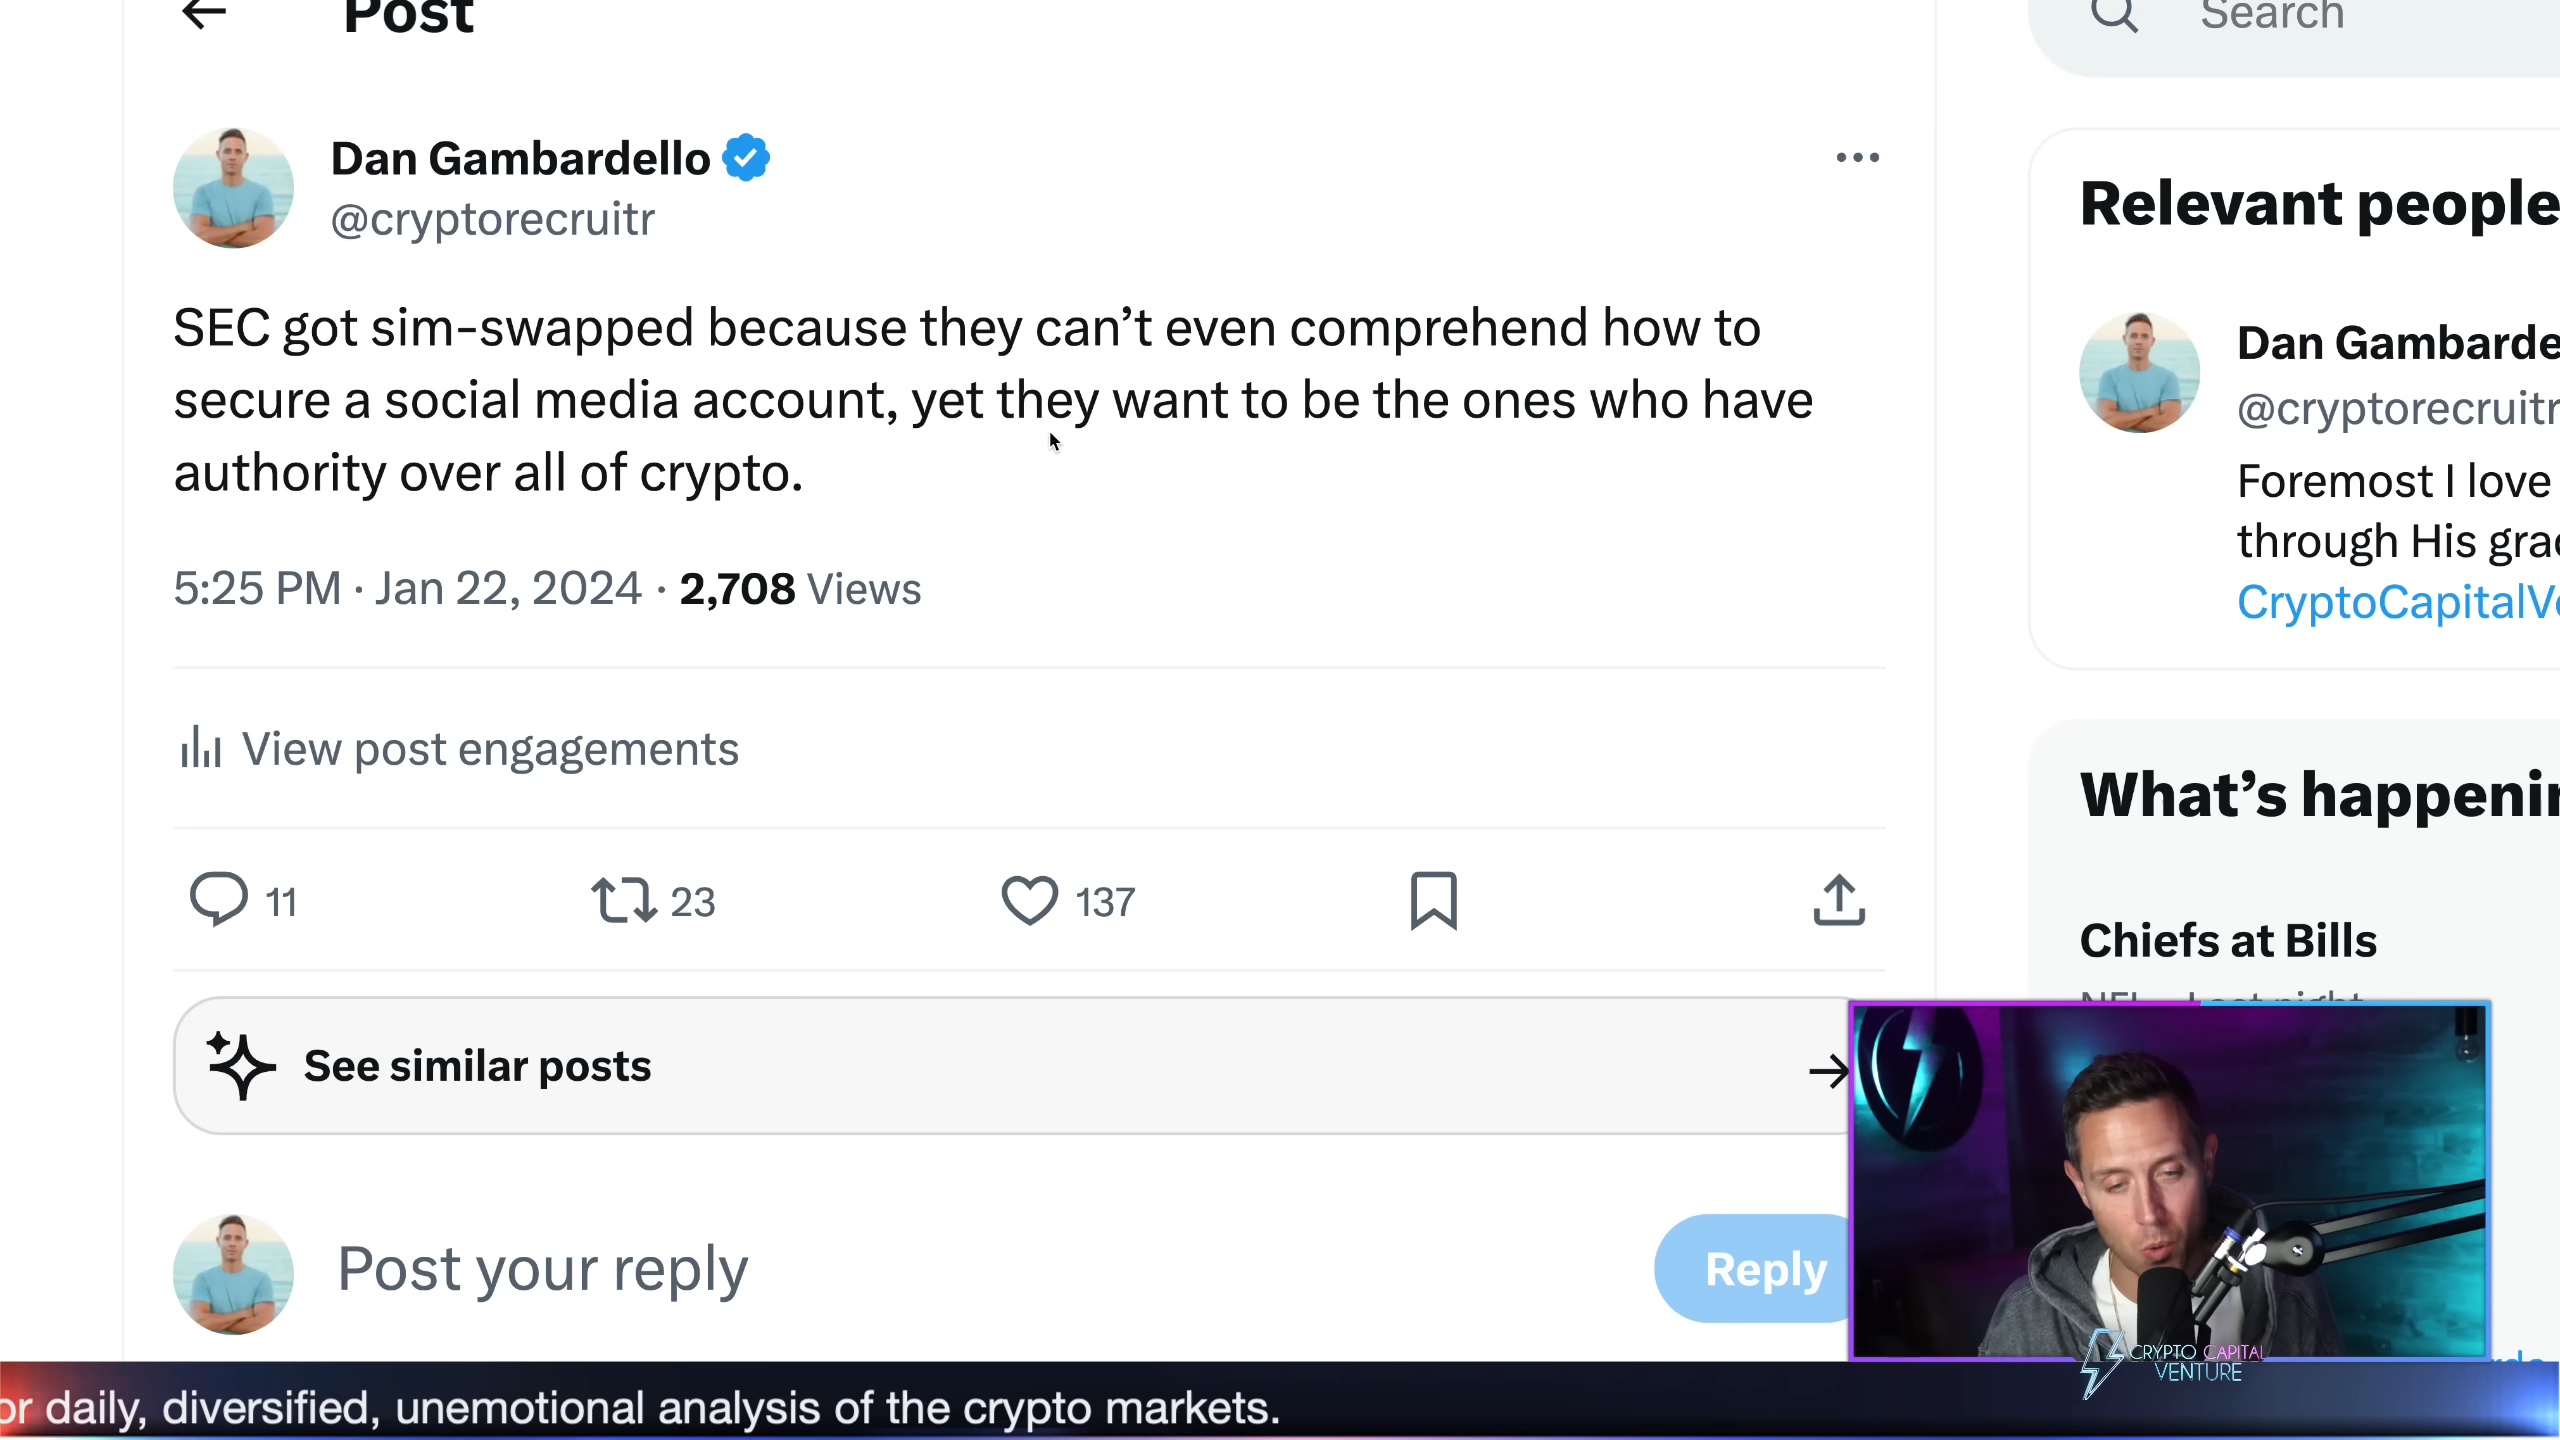 Post
Search
Dan Gambardello
@cryptorecruitr
SEC got sim-swapped because they can’t even comprehend how to
secure a social media account, yet they want to be the ones who have
authority over all of crypto.
5:25 PM · Jan 22, 2024 · 2,708 Views
View post engagements
11 23 137
See similar posts
Post your reply
Reply
Relevant people
Dan Gambarde
@cryptorecruitr
Foremost I love
through His grac
CryptoCapitalVe
What’s happenin
Chiefs at Bills
CRYPTO CAPITAL
VENTURE
or daily, diversified, unemotional analysis of the crypto markets.